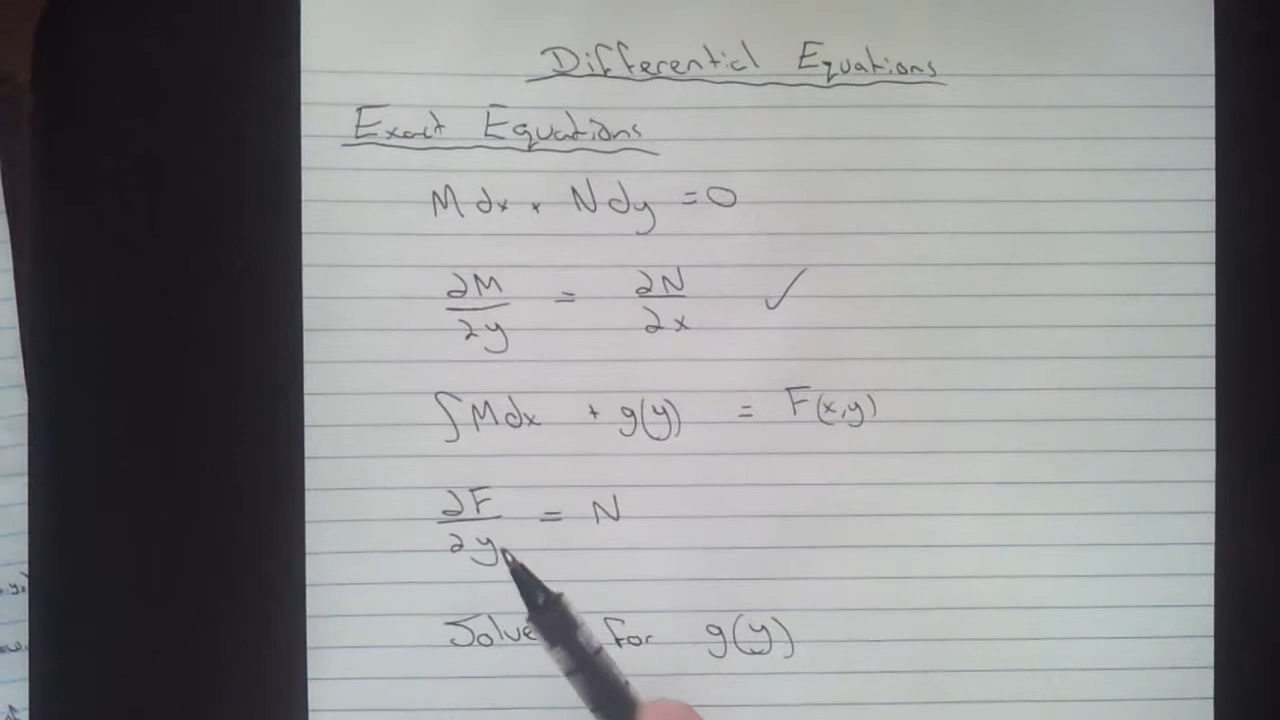 Differential Equations
Exact Equations
M dx + N dy = 0
∂M/∂y = ∂N/∂x ✓
∫M dx + g(y) = F(x,y)
∂F/∂y = N
Solve for g(y)